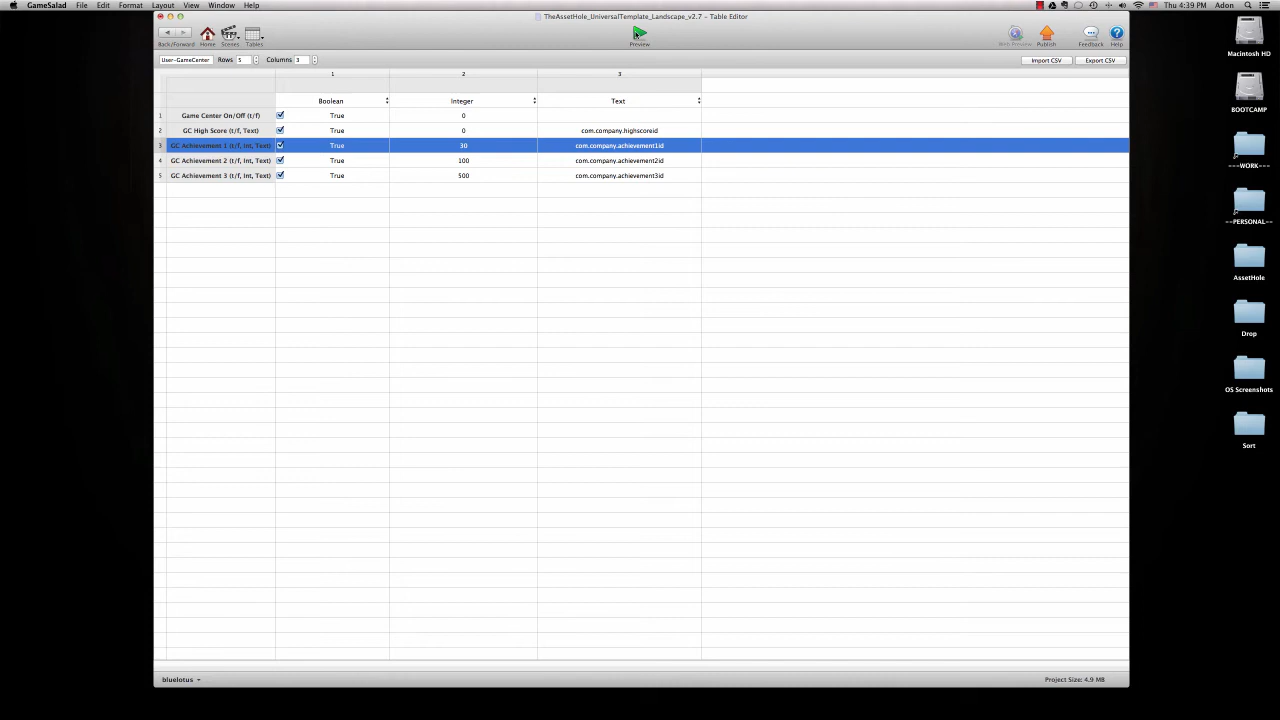 GameSalad File Edit Format Layout View Window Help Thu 4:39 PM Adon
TheAssetHole_UniversalTemplate_Landscape_v2.7 – Table Editor
Back/Forward Home Scenes Tables Preview Web Preview Publish Feedback Help
User-GameCenter Rows 5 Columns 3 Import CSV Export CSV
1 2 3
Boolean Integer Text
1 Game Center On/Off (t/f) True 0
2 GC High Score (t/f, Text) True 0 com.company.highscoreid
3 GC Achievement 1 (t/f, Int, Text) True 30 com.company.achievement1id
4 GC Achievement 2 (t/f, Int, Text) True 100 com.company.achievement2id
5 GC Achievement 3 (t/f, Int, Text) True 500 com.company.achievement3id
bluelotus Project Size: 4.9 MB
Macintosh HD
BOOTCAMP
--WORK--
--PERSONAL--
AssetHole
Drop
OS Screenshots
Sort